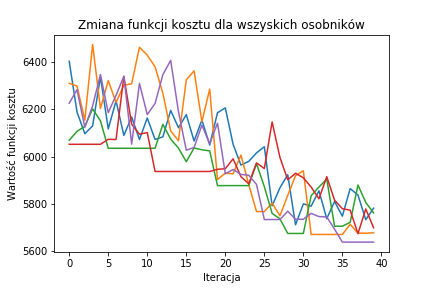 Zmiana funkcji kosztu dla wszyskich osobników
Wartość funkcji kosztu
6400
6200
6000
5800
5600
0 5 10 15 20 25 30 35 40
Iteracja